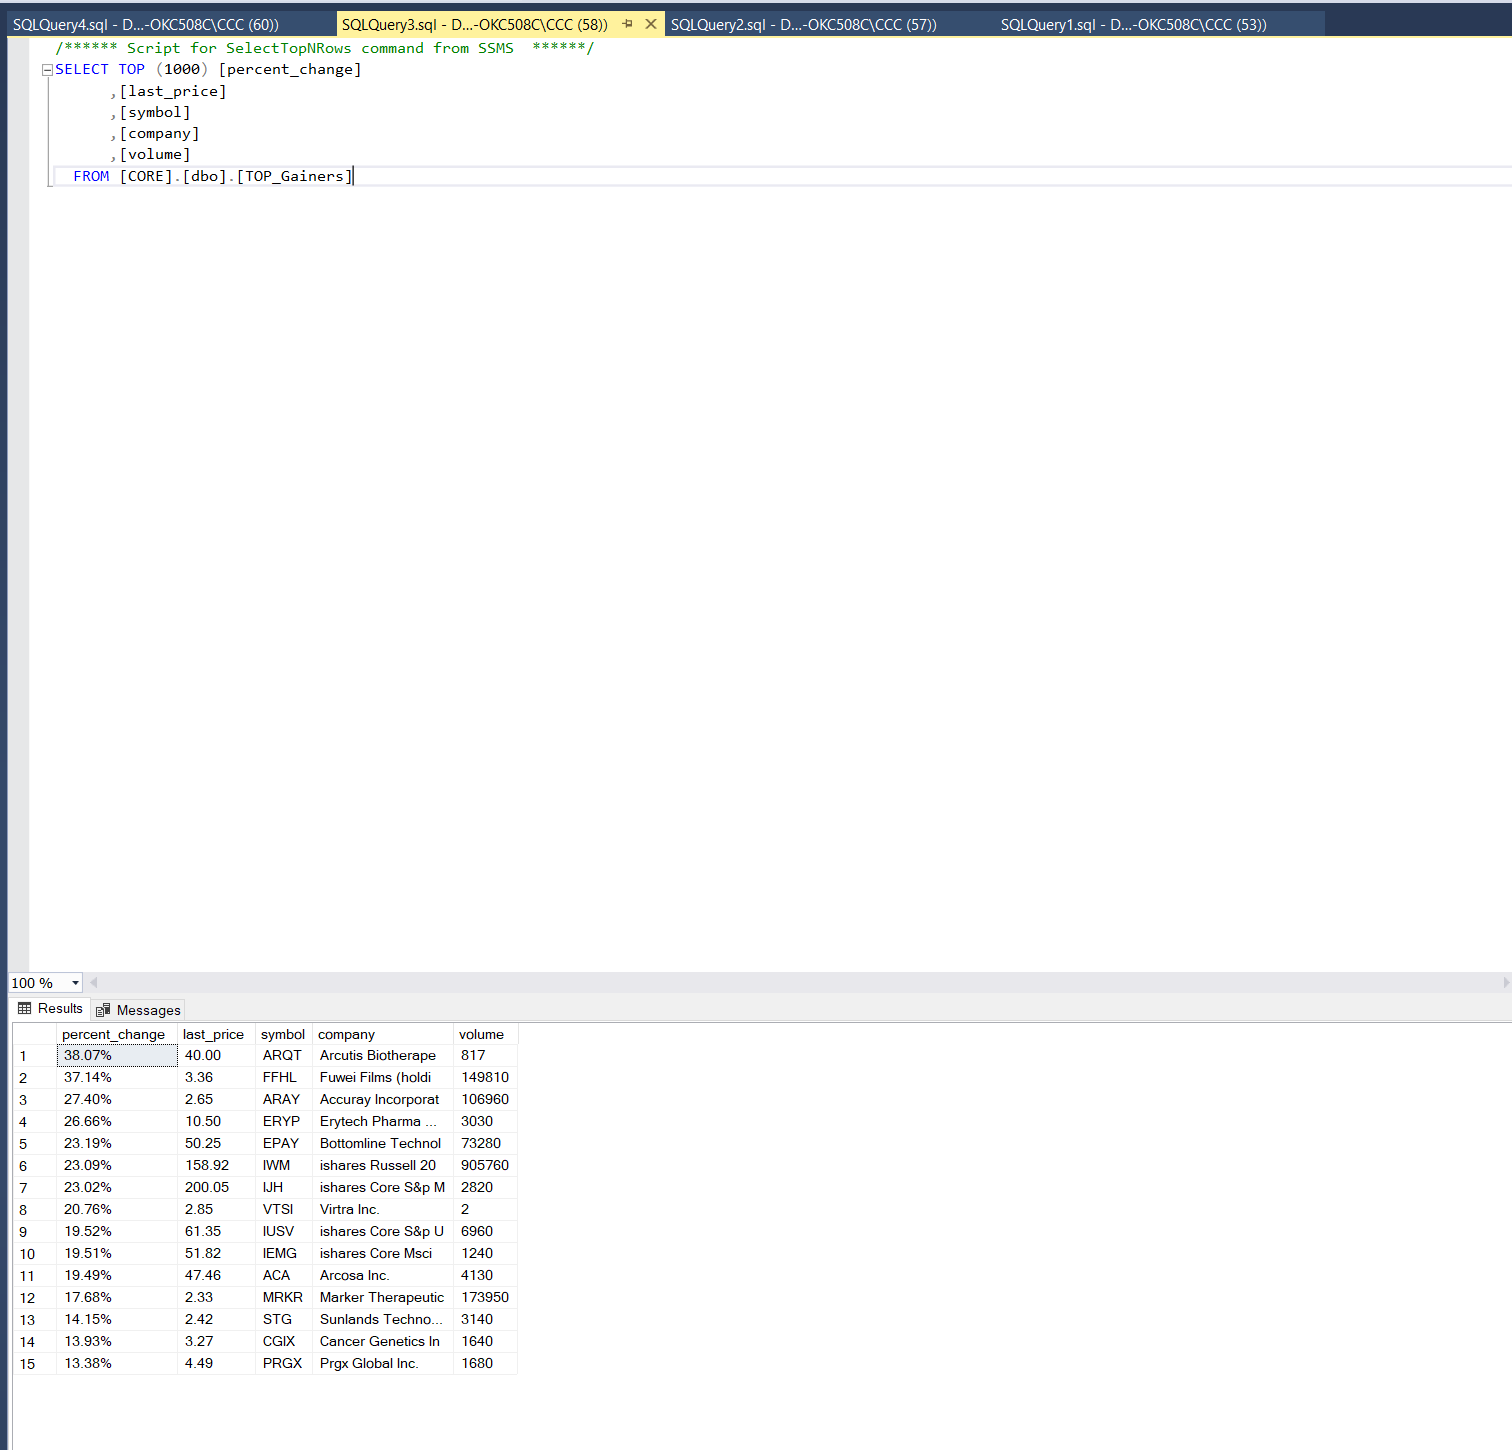 SQLQuery4.sql - D...-OKC508C\CCC (60)) SQLQuery3.sql - D...-OKC508C\CCC (58)) SQLQuery2.sql - D...-OKC508C\CCC (57)) SQLQuery1.sql - D...-OKC508C\CCC (53))
/****** Script for SelectTopNRows command from SSMS  ******/
SELECT TOP (1000) [percent_change]
,[last_price]
,[symbol]
,[company]
,[volume]
FROM [CORE].[dbo].[TOP_Gainers]
100 %
Results Messages
percent_change last_price symbol company volume
1 38.07% 40.00 ARQT Arcutis Biotherape 817
2 37.14% 3.36 FFHL Fuwei Films (holdi 149810
3 27.40% 2.65 ARAY Accuray Incorporat 106960
4 26.66% 10.50 ERYP Erytech Pharma ... 3030
5 23.19% 50.25 EPAY Bottomline Technol 73280
6 23.09% 158.92 IWM ishares Russell 20 905760
7 23.02% 200.05 IJH ishares Core S&p M 2820
8 20.76% 2.85 VTSI Virtra Inc. 2
9 19.52% 61.35 IUSV ishares Core S&p U 6960
10 19.51% 51.82 IEMG ishares Core Msci 1240
11 19.49% 47.46 ACA Arcosa Inc. 4130
12 17.68% 2.33 MRKR Marker Therapeutic 173950
13 14.15% 2.42 STG Sunlands Techno... 3140
14 13.93% 3.27 CGIX Cancer Genetics In 1640
15 13.38% 4.49 PRGX Prgx Global Inc. 1680